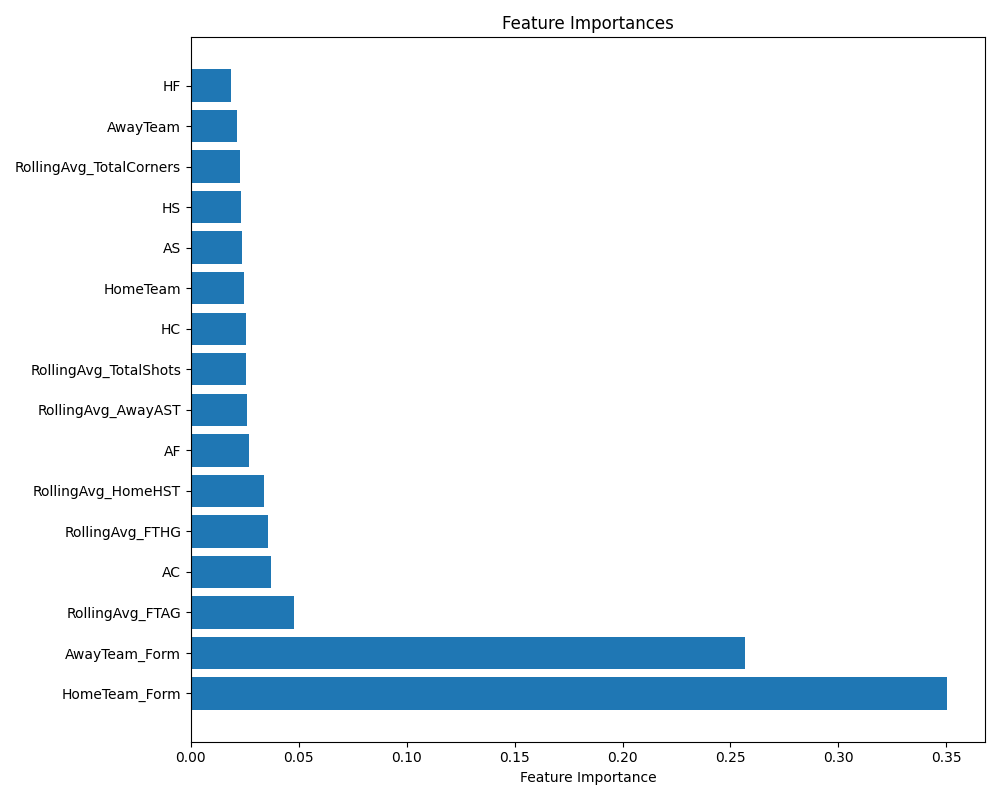 Feature Importances
HF
AwayTeam
RollingAvg_TotalCorners
HS
AS
HomeTeam
HC
RollingAvg_TotalShots
RollingAvg_AwayAST
AF
RollingAvg_HomeHST
RollingAvg_FTHG
AC
RollingAvg_FTAG
AwayTeam_Form
HomeTeam_Form
0.00 0.05 0.10 0.15 0.20 0.25 0.30 0.35
Feature Importance